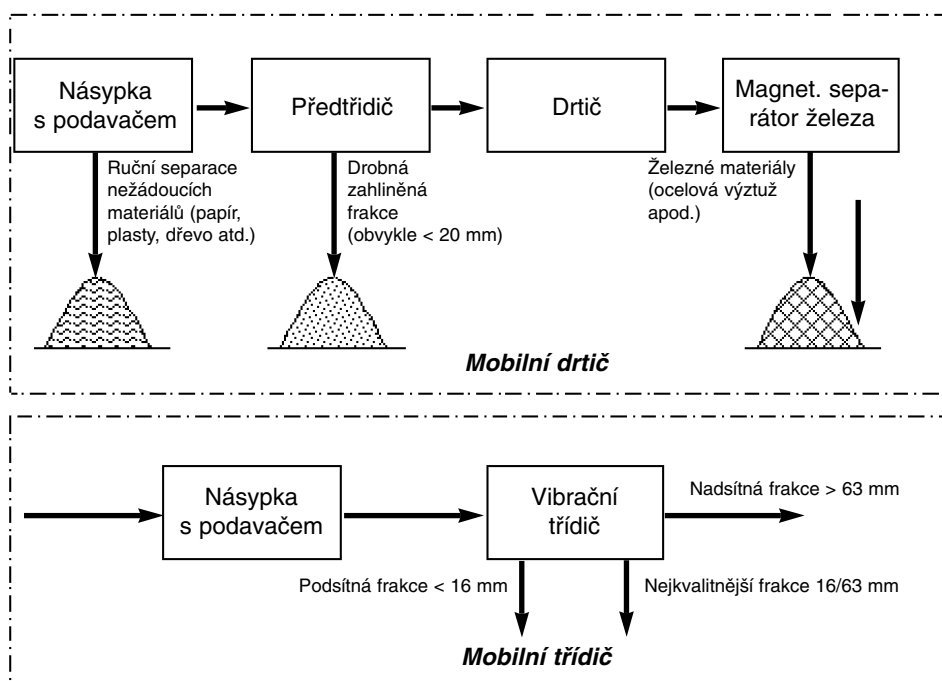 Násypka
s podavačem
Předtřidič
Drtič
Magnet. sepa-
rátor železa
Ruční separace
nežádoucích
materiálů (papír,
plasty, dřevo atd.)
Drobná
zahliněná
frakce
(obvykle < 20 mm)
Železné materiály
(ocelová výztuž
apod.)
Mobilní drtič
Násypka
s podavačem
Vibrační
třídič
Nadsítná frakce > 63 mm
Podsítná frakce < 16 mm
Nejkvalitnější frakce 16/63 mm
Mobilní třídič